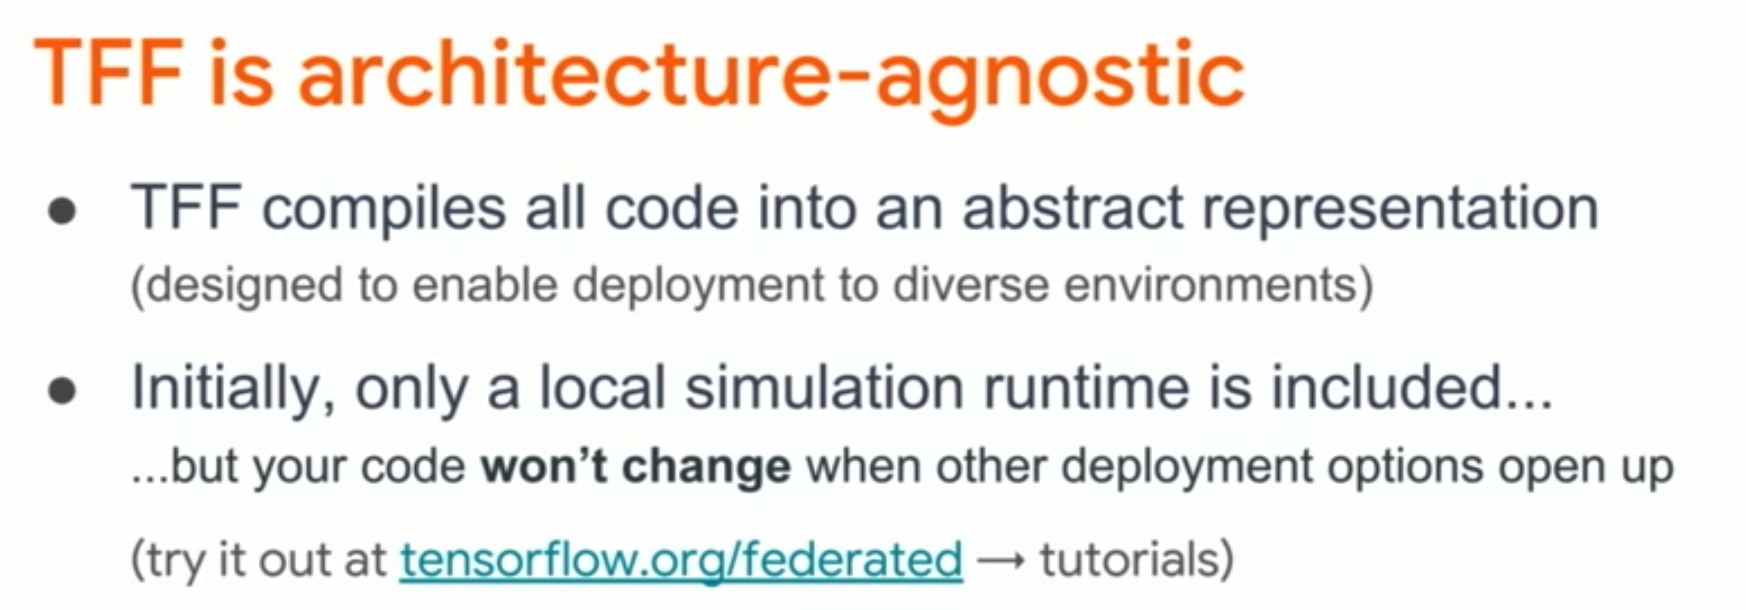 TFF is architecture-agnostic
● TFF compiles all code into an abstract representation
(designed to enable deployment to diverse environments)
● Initially, only a local simulation runtime is included...
...but your code won't change when other deployment options open up
(try it out at tensorflow.org/federated → tutorials)